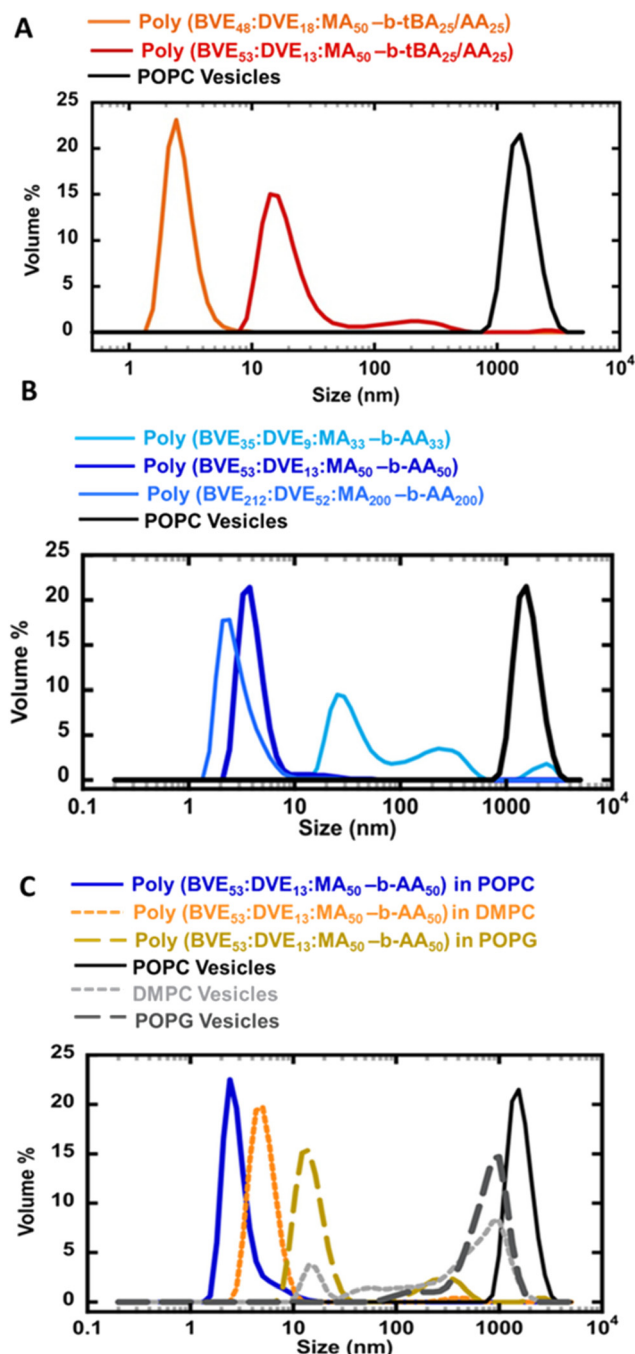 A
Poly (BVE₄₈:DVE₁₈:MA₅₀ –b-tBA₂₅/AA₂₅)
Poly (BVE₅₃:DVE₁₃:MA₅₀ –b-tBA₂₅/AA₂₅)
POPC Vesicles
25
20
15
10
5
0
Volume %
1 10 100 1000 10⁴
Size (nm)
B
Poly (BVE₃₅:DVE₉:MA₃₃ –b-AA₃₃)
Poly (BVE₅₃:DVE₁₃:MA₅₀ –b-AA₅₀)
Poly (BVE₂₁₂:DVE₅₂:MA₂₀₀ –b-AA₂₀₀)
POPC Vesicles
25
20
15
10
5
0
Volume %
0.1 1 10 100 1000 10⁴
Size (nm)
C
Poly (BVE₅₃:DVE₁₃:MA₅₀ –b-AA₅₀) in POPC
Poly (BVE₅₃:DVE₁₃:MA₅₀ –b-AA₅₀) in DMPC
Poly (BVE₅₃:DVE₁₃:MA₅₀ –b-AA₅₀) in POPG
POPC Vesicles
DMPC Vesicles
POPG Vesicles
25
20
15
10
5
0
Volume %
0.1 1 10 100 1000 10⁴
Size (nm)